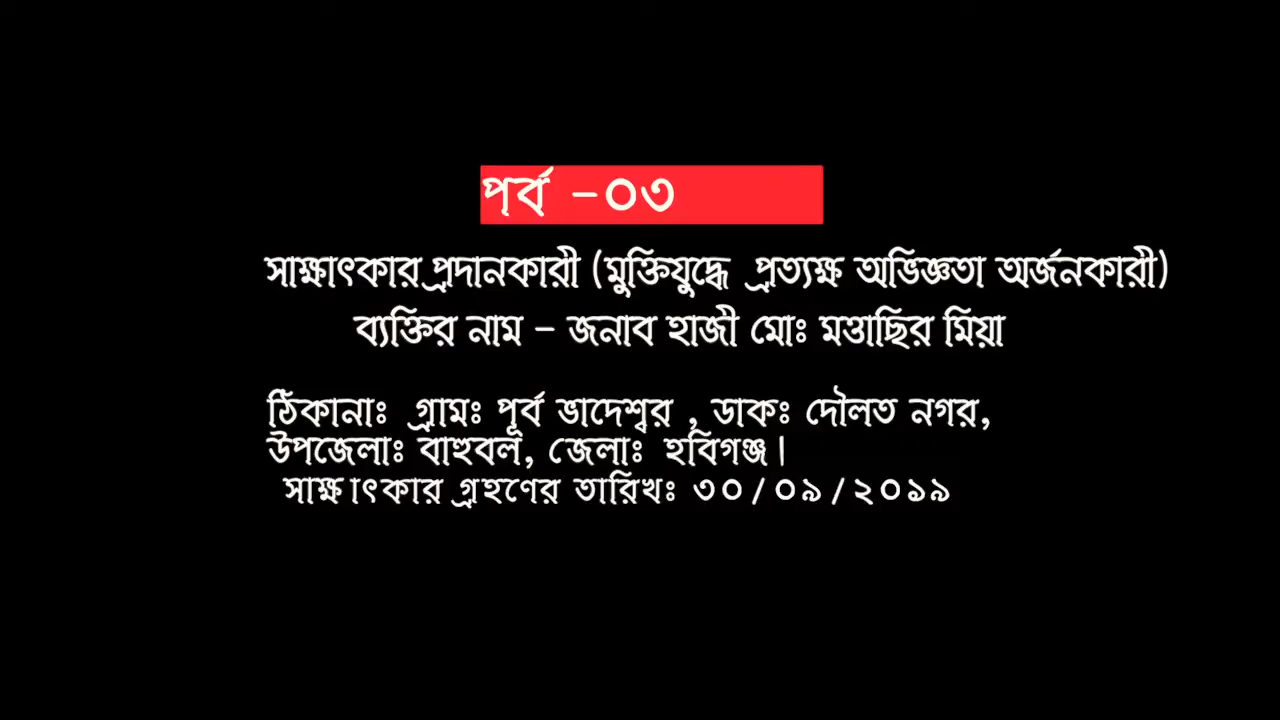 পর্ব -০৩
সাক্ষাৎকার প্রদানকারী (মুক্তিযুদ্ধে প্রত্যক্ষ অভিজ্ঞতা অর্জনকারী)
ব্যক্তির নাম - জনাব হাজী মোঃ মত্তাছির মিয়া
ঠিকানাঃ গ্রামঃ পূর্ব ভাদেশ্বর , ডাকঃ দৌলত নগর,
উপজেলাঃ বাহুবল, জেলাঃ হবিগঞ্জ।
সাক্ষাৎকার গ্রহণের তারিখঃ ৩০/০৯/২০১৯